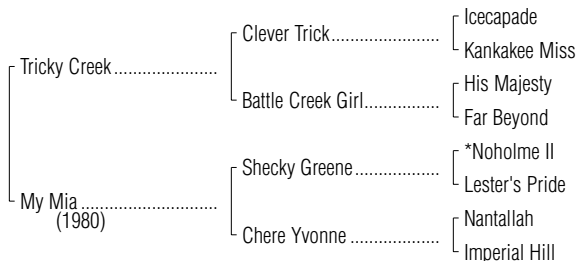 Icecapade
Clever Trick........................
Kankakee Miss
Tricky Creek.......................
His Majesty
Battle Creek Girl.................
Far Beyond
*Noholme II
Shecky Greene...................
Lester's Pride
My Mia..............................
(1980)
Nantallah
Chere Yvonne....................
Imperial Hill